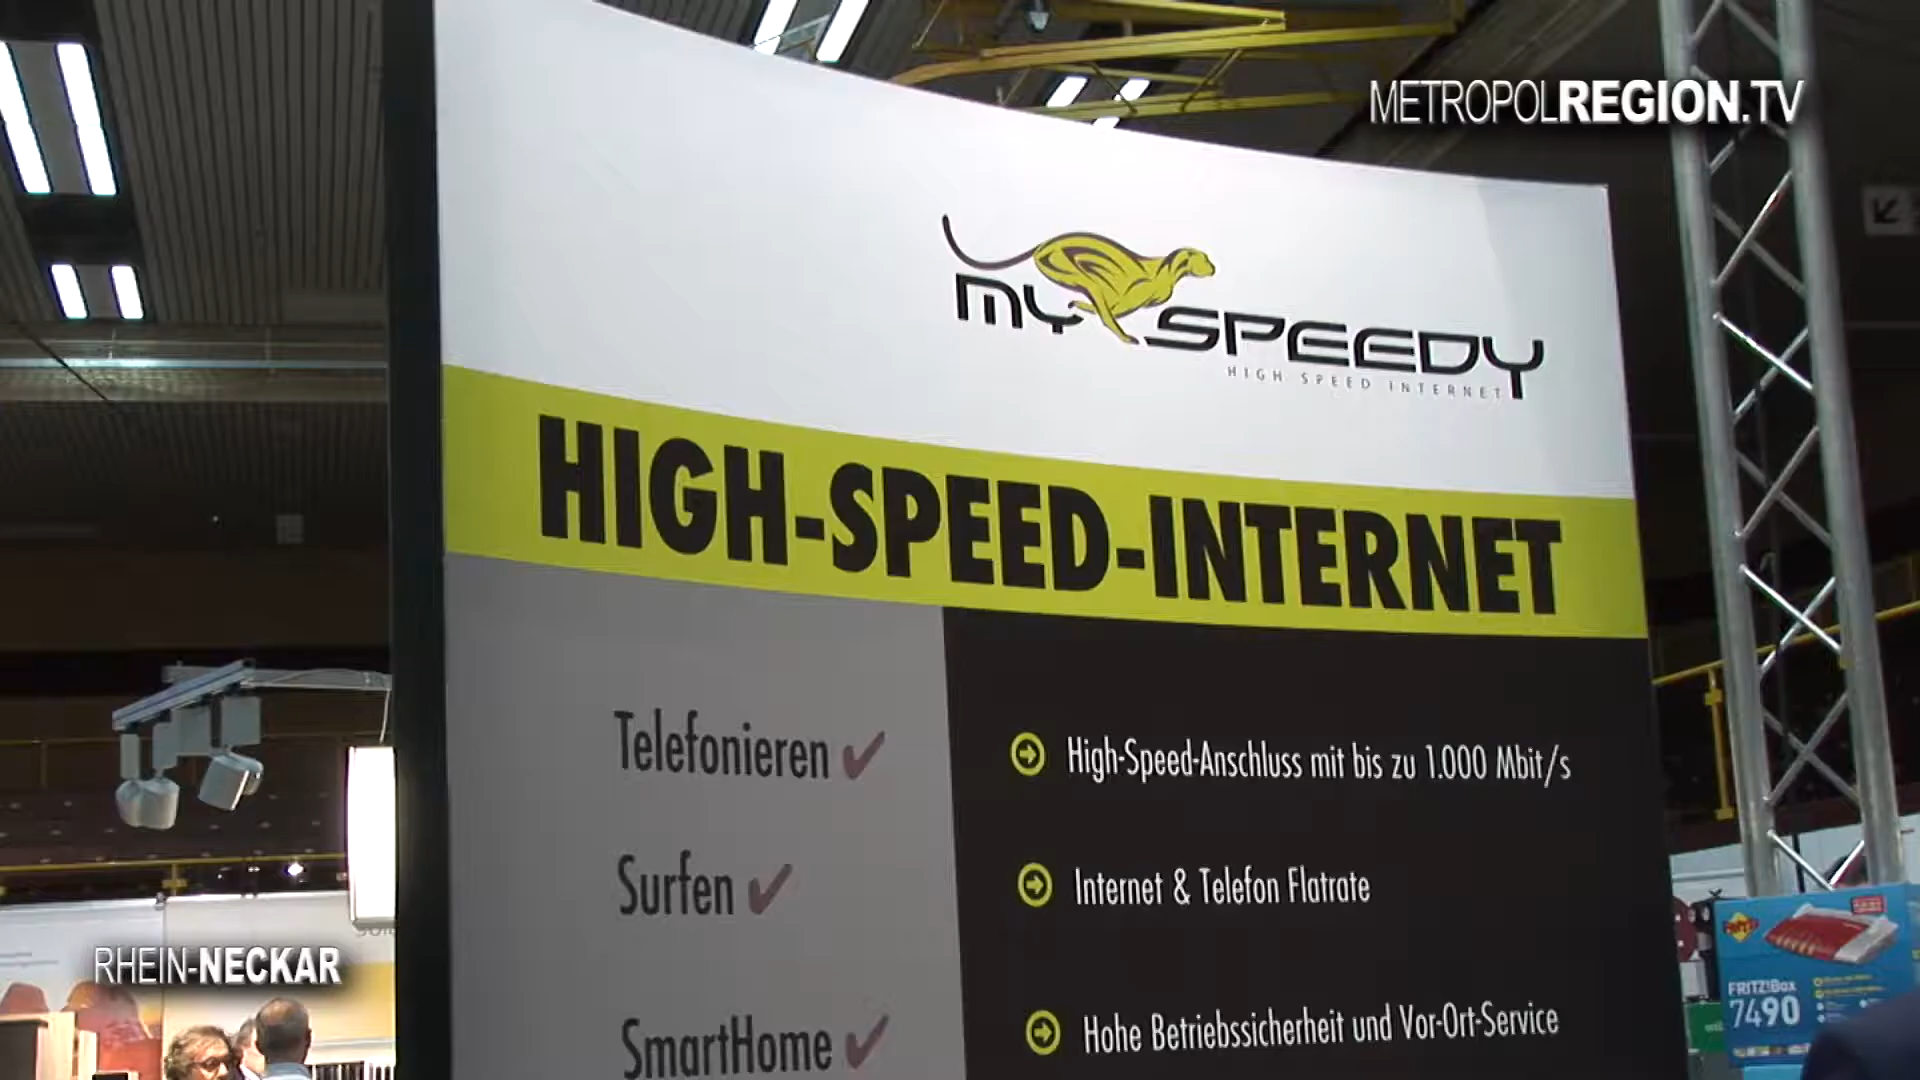 METROPOLREGION.TV
MY SPEEDY
HIGH SPEED INTERNET
HIGH-SPEED-INTERNET
Telefonieren
High-Speed-Anschluss mit bis zu 1.000 Mbit/s
Surfen
Internet & Telefon Flatrate
SmartHome
Hohe Betriebssicherheit und Vor-Ort-Service
RHEIN-NECKAR
FRITZ!Box
7490